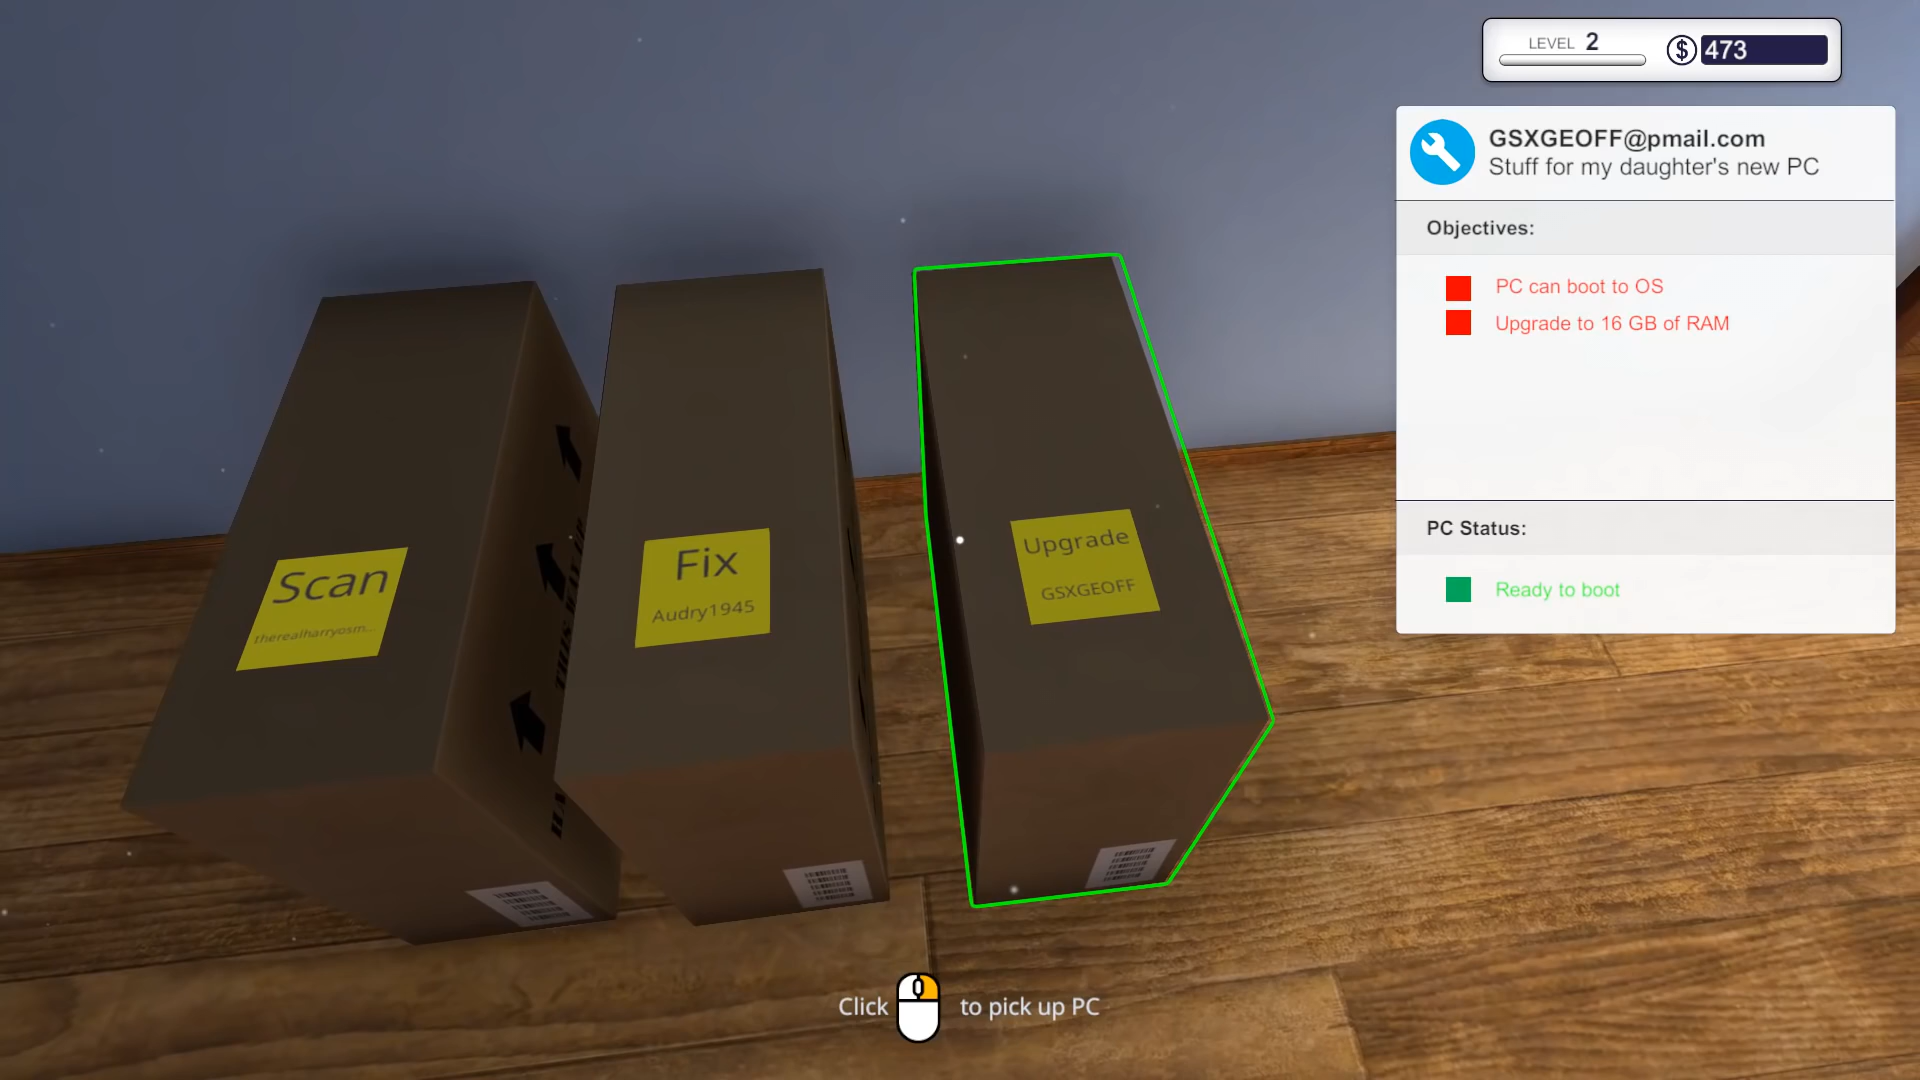 LEVEL 2
$ 473
GSXGEOFF@pmail.com
Stuff for my daughter's new PC
Objectives:
PC can boot to OS
Upgrade to 16 GB of RAM
PC Status:
Ready to boot
Scan
therealharryosm...
Fix
Audry1945
Upgrade
GSXGEOFF
Click to pick up PC